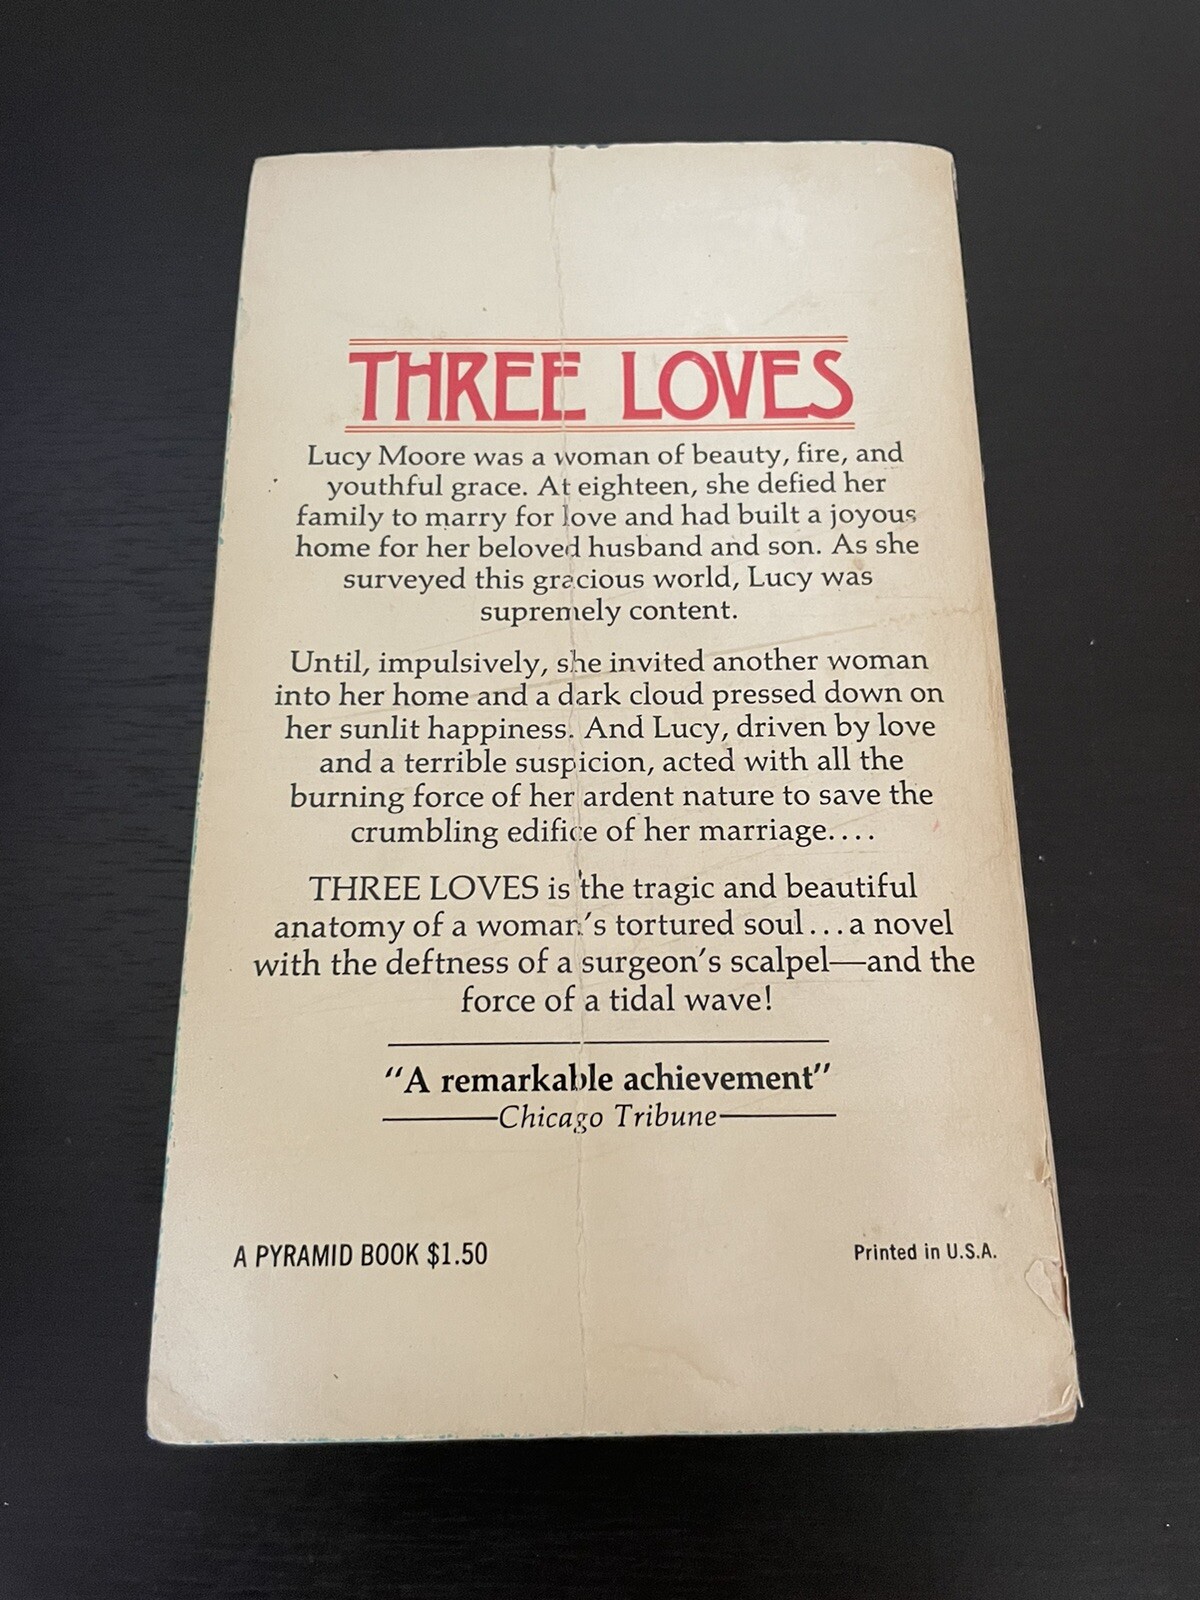 THREE LOVES
Lucy Moore was a woman of beauty, fire, and
youthful grace. At eighteen, she defied her
family to marry for love and had built a joyous
home for her beloved husband and son. As she
surveyed this gracious world, Lucy was
supremely content.
Until, impulsively, she invited another woman
into her home and a dark cloud pressed down on
her sunlit happiness. And Lucy, driven by love
and a terrible suspicion, acted with all the
burning force of her ardent nature to save the
crumbling edifice of her marriage....
THREE LOVES is the tragic and beautiful
anatomy of a woman's tortured soul...a novel
with the deftness of a surgeon's scalpel—and the
force of a tidal wave!
"A remarkable achievement"
Chicago Tribune
A PYRAMID BOOK $1.50
Printed in U.S.A.